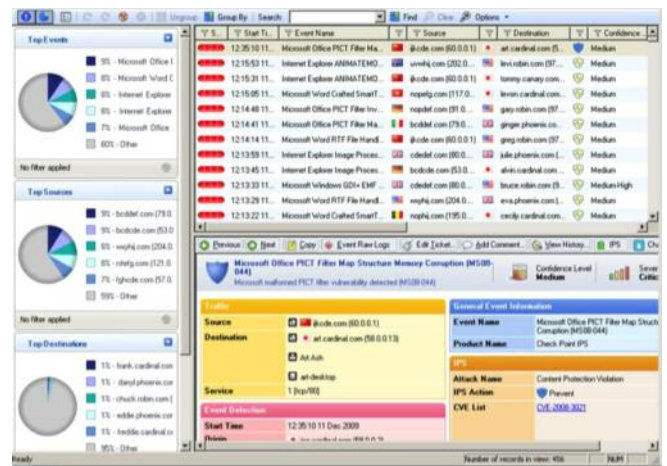 Ungroup Group By Search: Find Clear Options
Top Events
9% - Microsoft Office I
8% - Microsoft Word C
8% - Internet Explorer
8% - Internet Explorer
7% - Microsoft Office
60% - Other
No filter applied
Top Sources
9% - bcddef.com (79.0.
8% - bcdcde.com (53.0
8% - vwxhij.com (204.0.
8% - rstefg.com (121.0.
7% - fghcde.com (57.0.
59% - Other
No filter applied
Top Destinations
1% - frank.cardinal.cor
1% - daryl.phoenix.cor
1% - chuck.robin.com (
1% - eddie.phoenix.cor
1% - freddie.cardinal.co
95% - Other
S... Start Ti... Event Name Source Destination Confidence
12:35:10 11... Microsoft Office PICT Filter Ma... ijkcde.com (60.0.0.1) art.cardinal.com (5... Medium
12:15:53 11... Internet Explorer ANIMATEMO... uvwhij.com (202.0... levi.robin.com (97... Medium
12:15:31 11... Internet Explorer ANIMATEMO... ijkcde.com (60.0.0.1) tommy.canary.com... Medium
12:15:05 11... Microsoft Word Crafted SmartT... nopefg.com (117.0... levon.cardinal.com... Medium
12:14:48 11... Microsoft Office PICT Filter Inv... nopdef.com (91.0... gary.robin.com (97... Medium
12:14:41 11... Microsoft Office PICT Filter Ma... bcddef.com (79.0... ginger.phoenix.co... Medium
12:14:14 11... Microsoft Word RTF File Handl... ijkcde.com (60.0.0.1) greg.robin.com (97... Medium
12:13:59 11... Internet Explorer Image Proces... cdedef.com (80.0... julie.phoenix.com (... Medium
12:13:45 11... Internet Explorer Image Proces... bcdcde.com (53.0... alvin.cardinal.com... Medium
12:13:33 11... Microsoft Windows GDI+ EMF ... cdedef.com (80.0... bruce.robin.com (9... Medium-High
12:13:29 11... Microsoft Word RTF File Handl... vwxhij.com (204.0... eva.phoenix.com (... Medium
12:13:22 11... Microsoft Word Crafted SmartT... nophij.com (195.0... cecily.cardinal.com... Medium
Previous Next Copy Event Raw Logs Edit Ticket... Add Comment... View History... IPS Cha
Microsoft Office PICT Filter Map Structure Memory Corruption (MS08-
044)
Microsoft malformed PICT filter vulnerability detected (MS08-044)
Confidence Level
Medium
Sever
Critic
Traffic
Source ijkcde.com (60.0.0.1)
Destination art.cardinal.com (58.0.0.13)
Art Ash
art-desktop
Service 1 [tcp/80]
Event Detection
Start Time 12:35:10 11 Dec 2009
Origin
General Event Information
Event Name Microsoft Office PICT Filter Map Struch
Corruption (MS08-044)
Product Name Check Point IPS
IPS
Attack Name Content Protection Violation
IPS Action Prevent
CVE List CVE-2008-3021
Ready
Number of records in view: 456 NUM